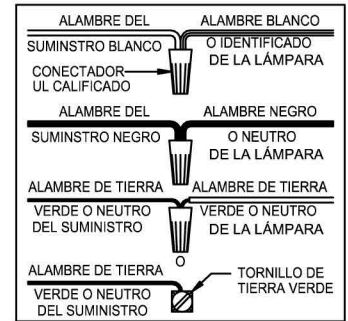 ALAMBRE DEL ALAMBRE BLANCO
SUMINSTRO BLANCO O IDENTIFICADO
DE LA LÁMPARA
CONECTADOR
UL CALIFICADO
ALAMBRE DEL ALAMBRE NEGRO
SUMINSTRO NEGRO O NEUTRO
DE LA LÁMPARA
ALAMBRE DE TIERRA ALAMBRE DE TIERRA
VERDE O NEUTRO VERDE O NEUTRO
DEL SUMINISTRO DE LA LÁMPARA
O
ALAMBRE DE TIERRA TORNILLO DE
TIERRA VERDE
VERDE O NEUTRO
DEL SUMINISTRO